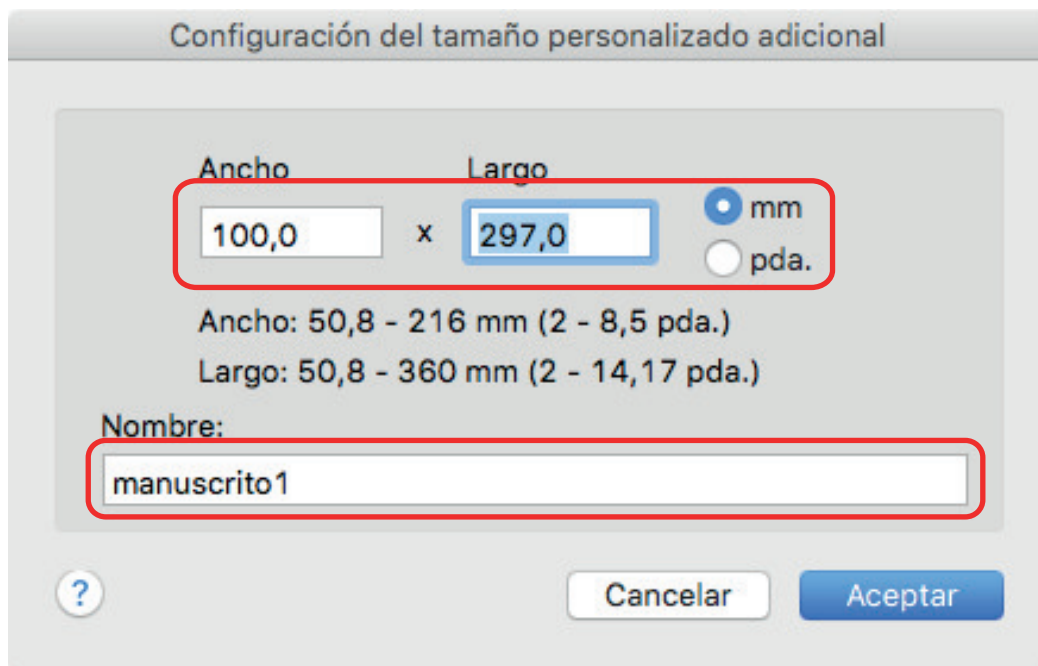 Configuración del tamaño personalizado adicional
Ancho Largo
100,0 x 297,0 mm
pda.
Ancho: 50,8 - 216 mm (2 - 8,5 pda.)
Largo: 50,8 - 360 mm (2 - 14,17 pda.)
Nombre:
manuscrito1
? Cancelar Aceptar